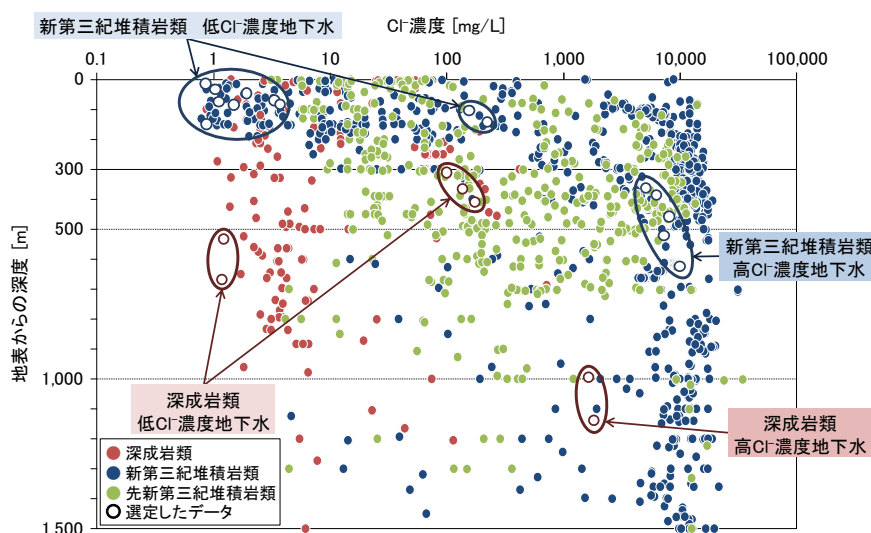 新第三紀堆積岩類 低Cl⁻濃度地下水
Cl⁻濃度 [mg/L]
0.1 1 10 100 1,000 10,000 100,000
0
300
500
1,000
1,500
地表からの深度 [m]
新第三紀堆積岩類
高Cl⁻濃度地下水
深成岩類
低Cl⁻濃度地下水
深成岩類
高Cl⁻濃度地下水
深成岩類
新第三紀堆積岩類
先新第三紀堆積岩類
選定したデータ